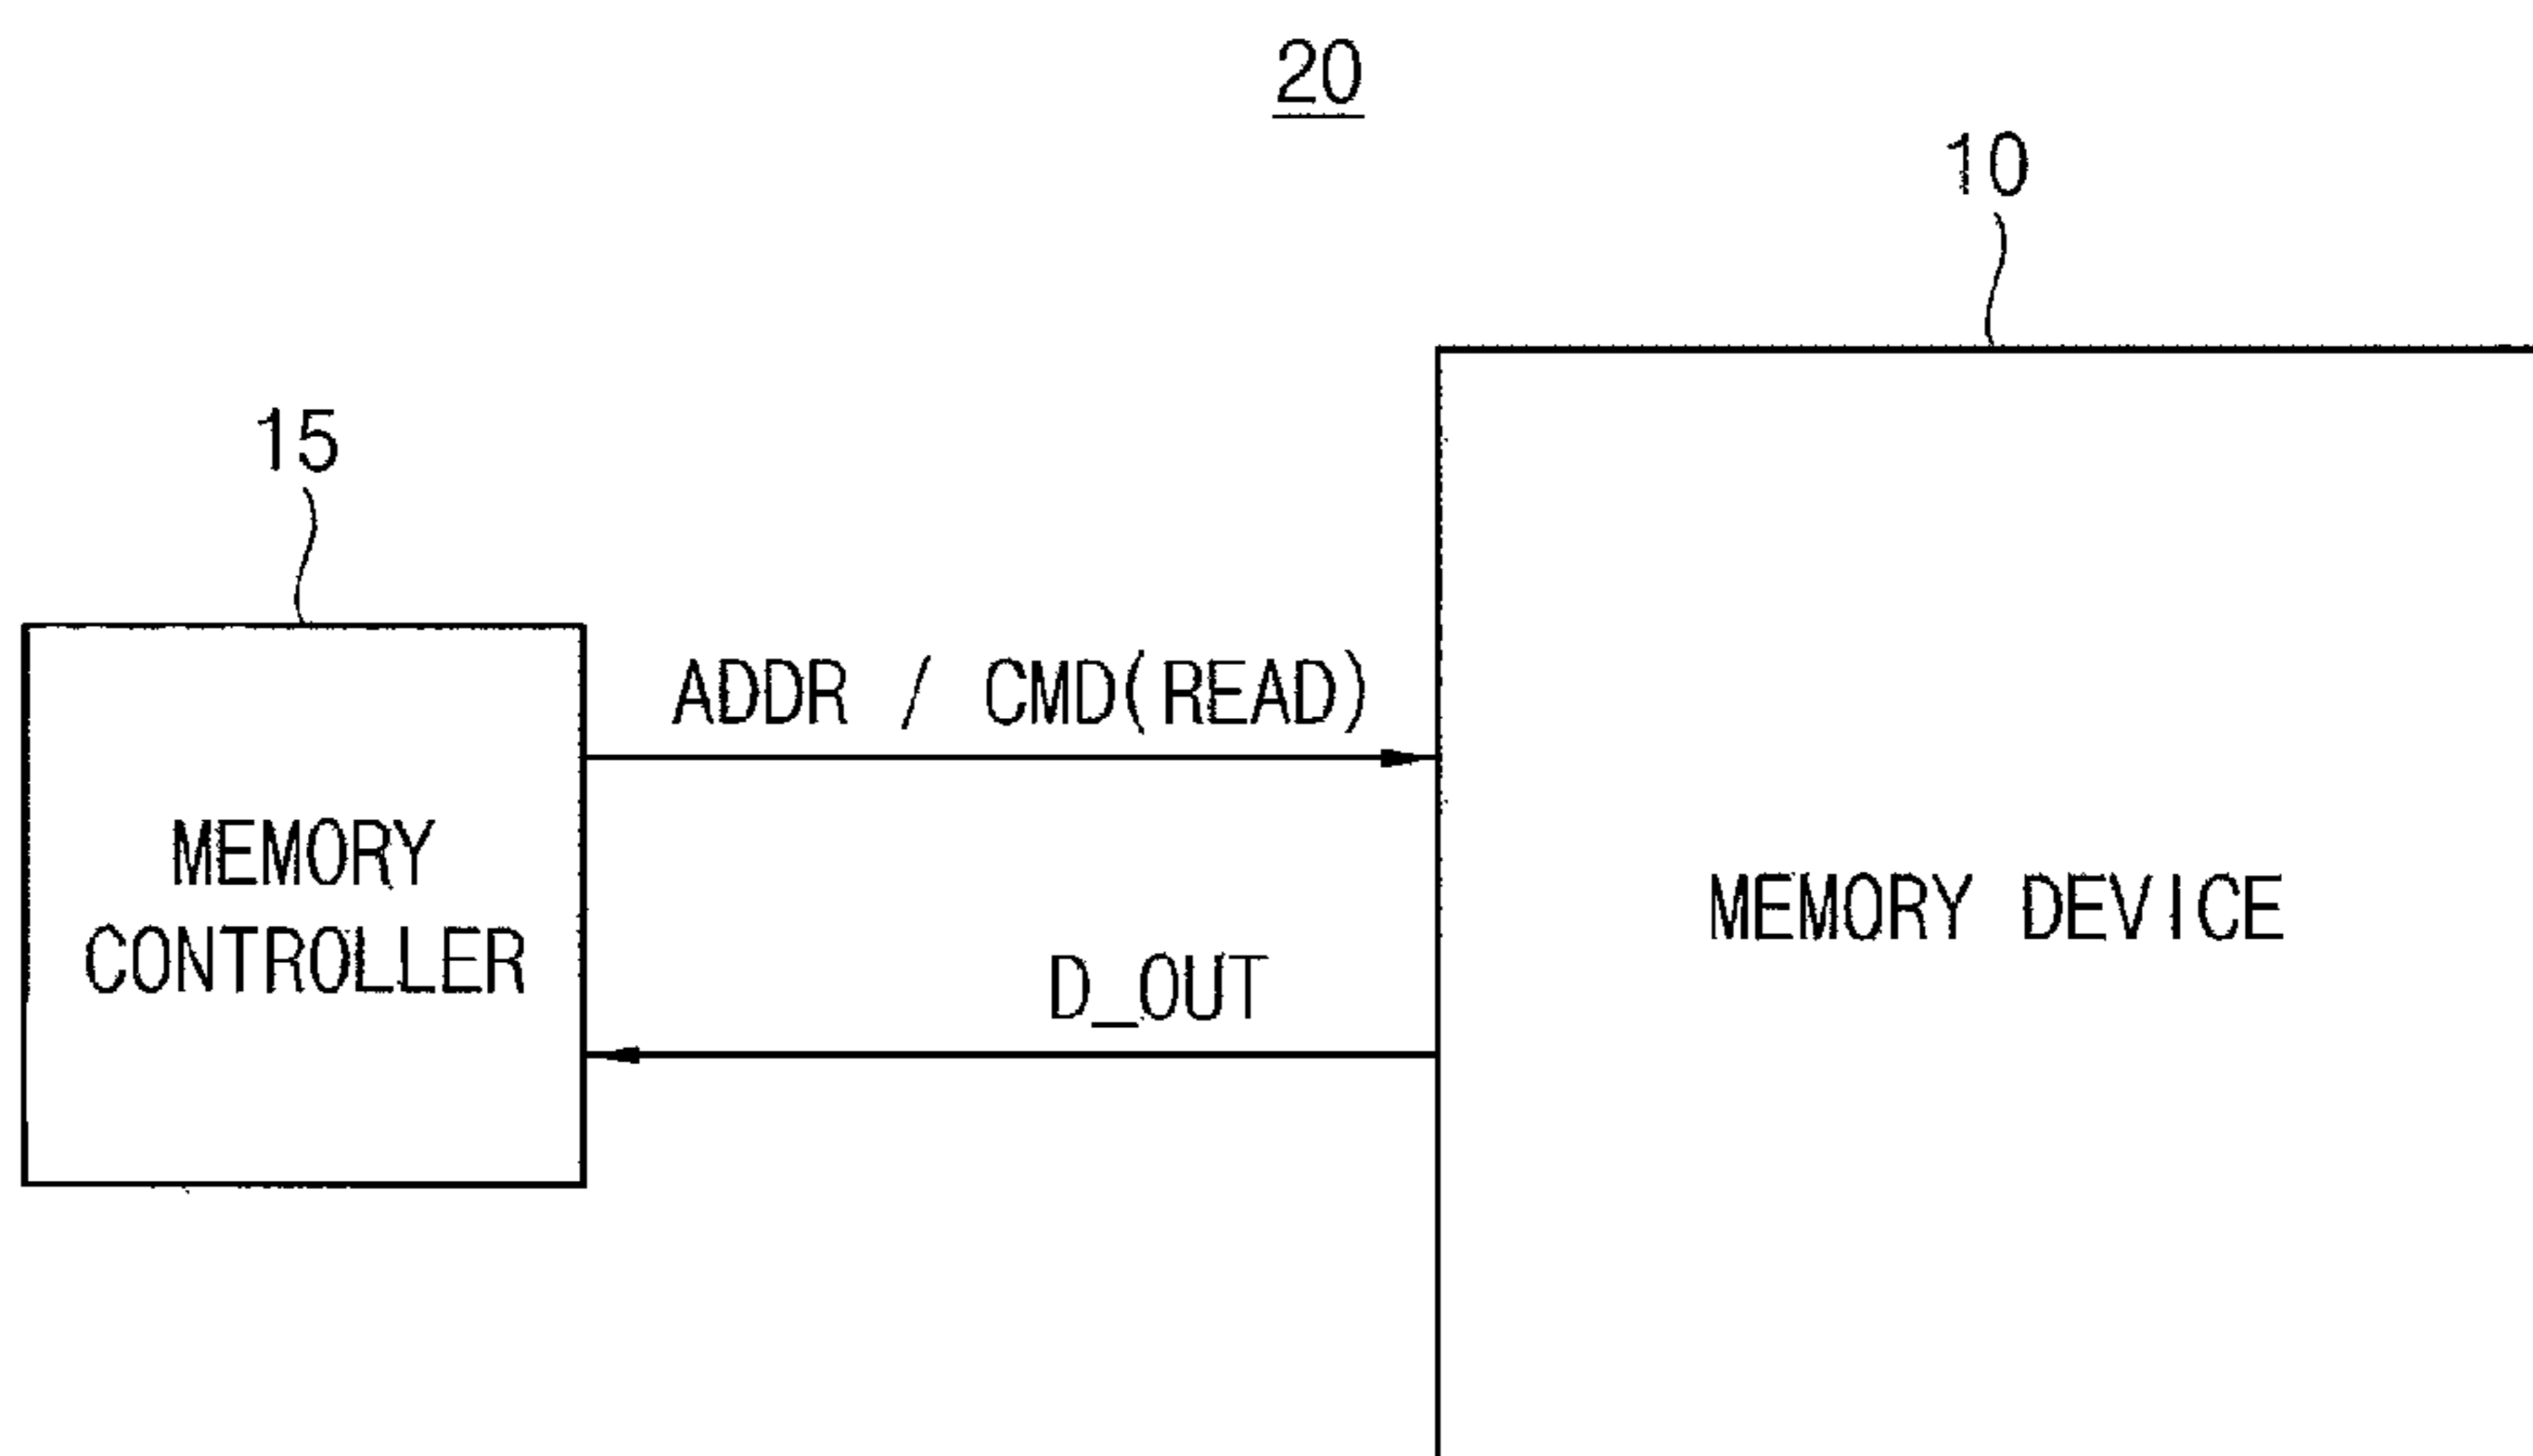 20
10
15
ADDR / CMD(READ)
MEMORY
CONTROLLER
MEMORY DEVICE
D_OUT